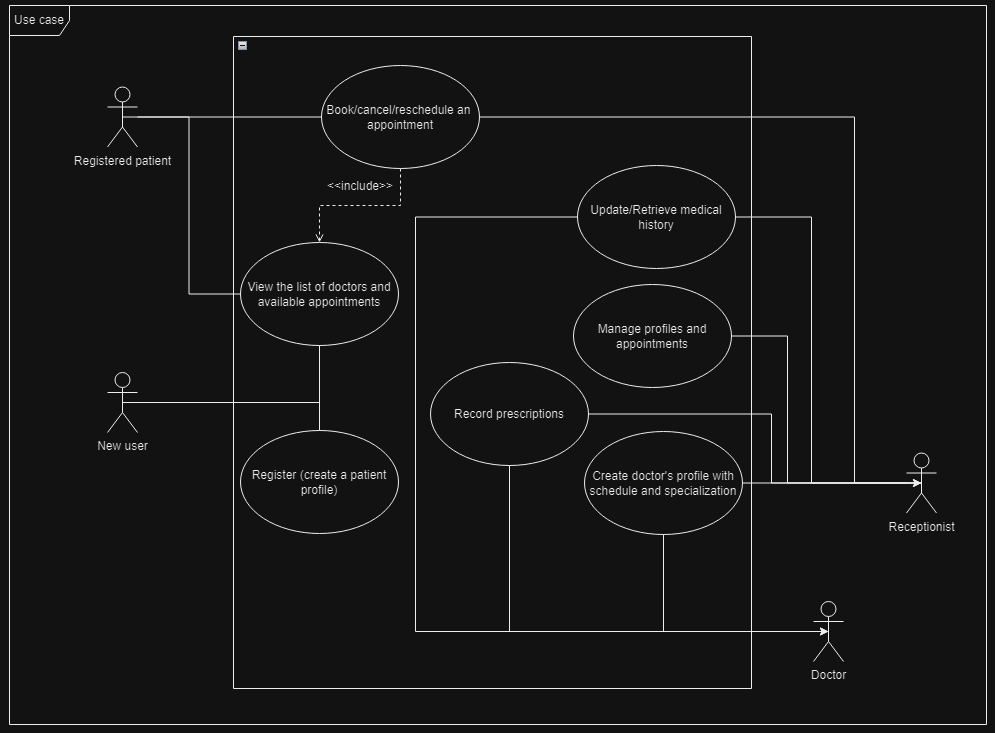 Use case
Book/cancel/reschedule an
appointment
Registered patient
<<include>>
Update/Retrieve medical
history
View the list of doctors and
available appointments
Manage profiles and
appointments
Record prescriptions
New user
Register (create a patient
profile)
Create doctor's profile with
schedule and specialization
Receptionist
Doctor